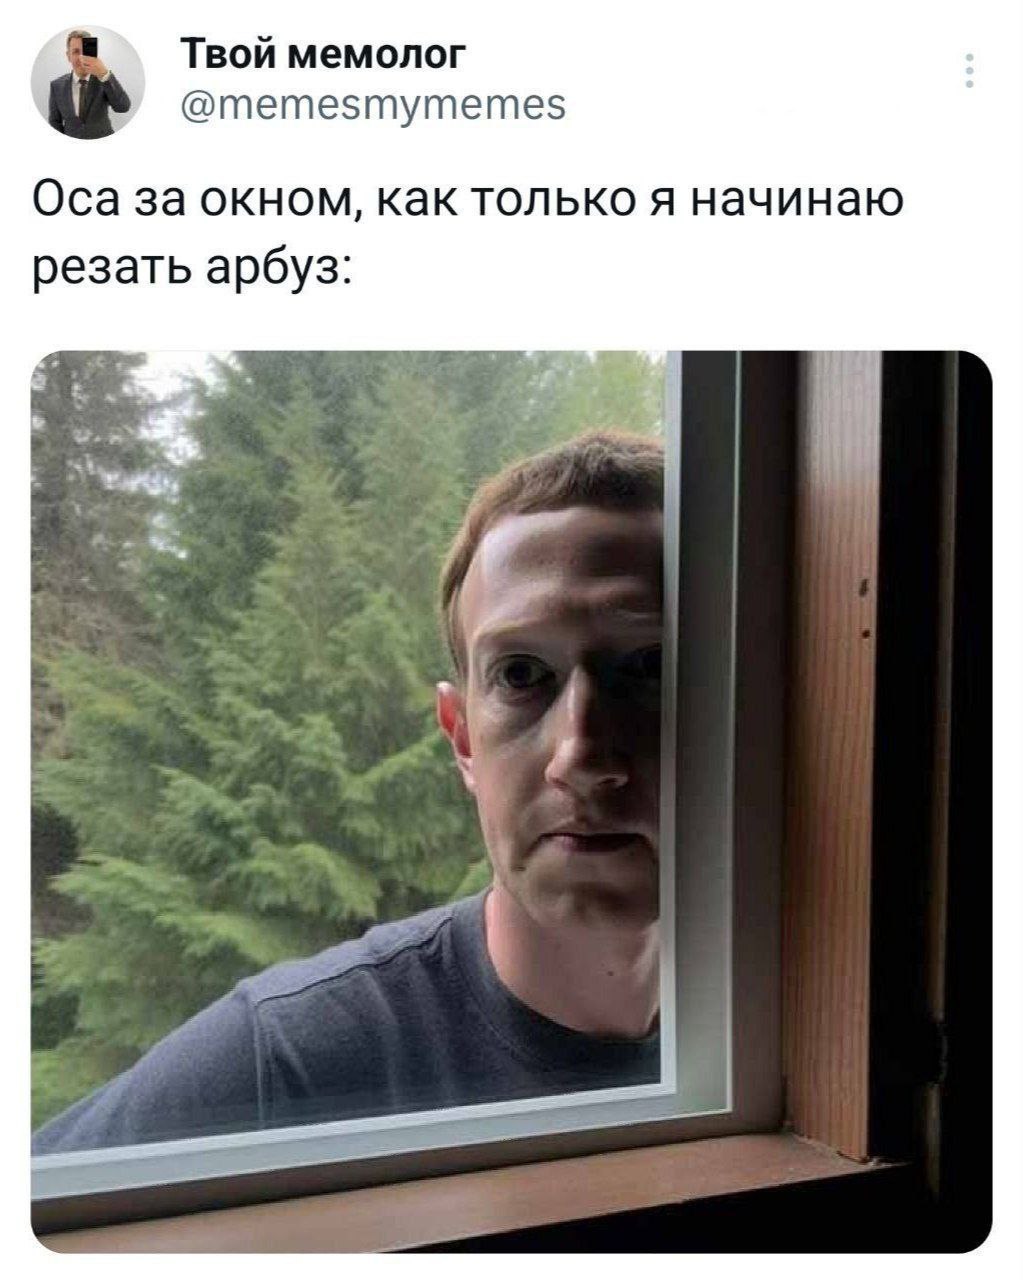 Твой мемолог
@memesmymemes
Оса за окном, как только я начинаю
резать арбуз: